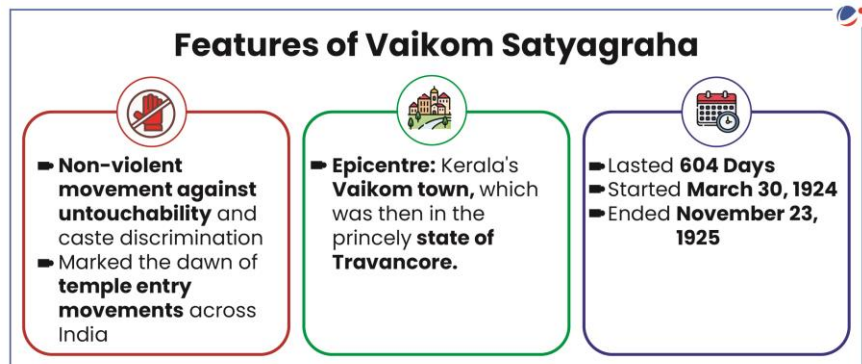 Features of Vaikom Satyagraha
Non-violent
movement against
untouchability and
caste discrimination
Marked the dawn of
temple entry
movements across
India
Epicentre: Kerala's
Vaikom town, which
was then in the
princely state of
Travancore.
Lasted 604 Days
Started March 30, 1924
Ended November 23,
1925